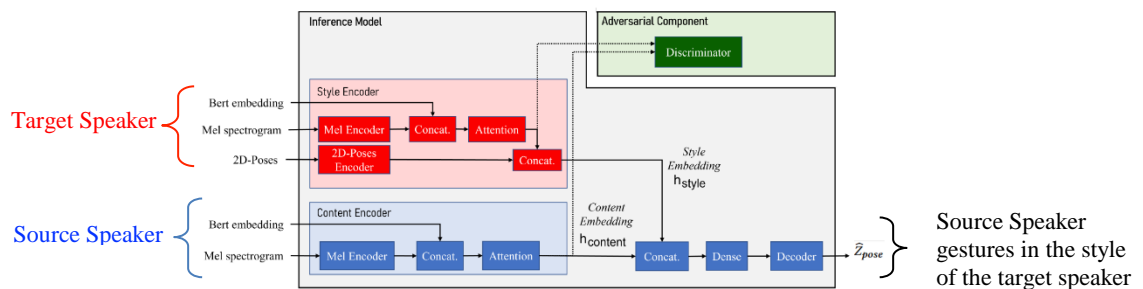 Inference Model
Adversarial Component
Discriminator
Target Speaker
Style Encoder
Bert embedding
Mel spectrogram
Mel Encoder
Concat.
Attention
2D-Poses
2D-Poses
Encoder
Concat.
Style
Embedding
hstyle
Source Speaker
Content Encoder
Bert embedding
Mel spectrogram
Mel Encoder
Concat.
Attention
Content
Embedding
hcontent
Concat.
Dense
Decoder
Ẑpose
Source Speaker
gestures in the style
of the target speaker